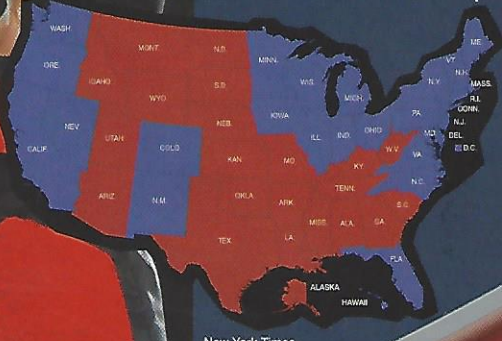 WASH.
ORE.
CALIF.
NEV.
IDAHO
MONT.
WYO.
UTAH
ARIZ.
COLO.
N.M.
N.D.
S.D.
NEB.
KAN.
OKLA.
TEX.
MINN.
IOWA
MO.
ARK.
LA.
WIS.
ILL.
MICH.
IND.
OHIO
KY.
TENN.
MISS.
ALA.
GA.
FLA.
S.C.
N.C.
VA.
W.V.
PA.
N.Y.
VT.
N.H.
ME.
MASS.
R.I.
CONN.
N.J.
DEL.
MD.
D.C.
ALASKA
HAWAII
New York Times